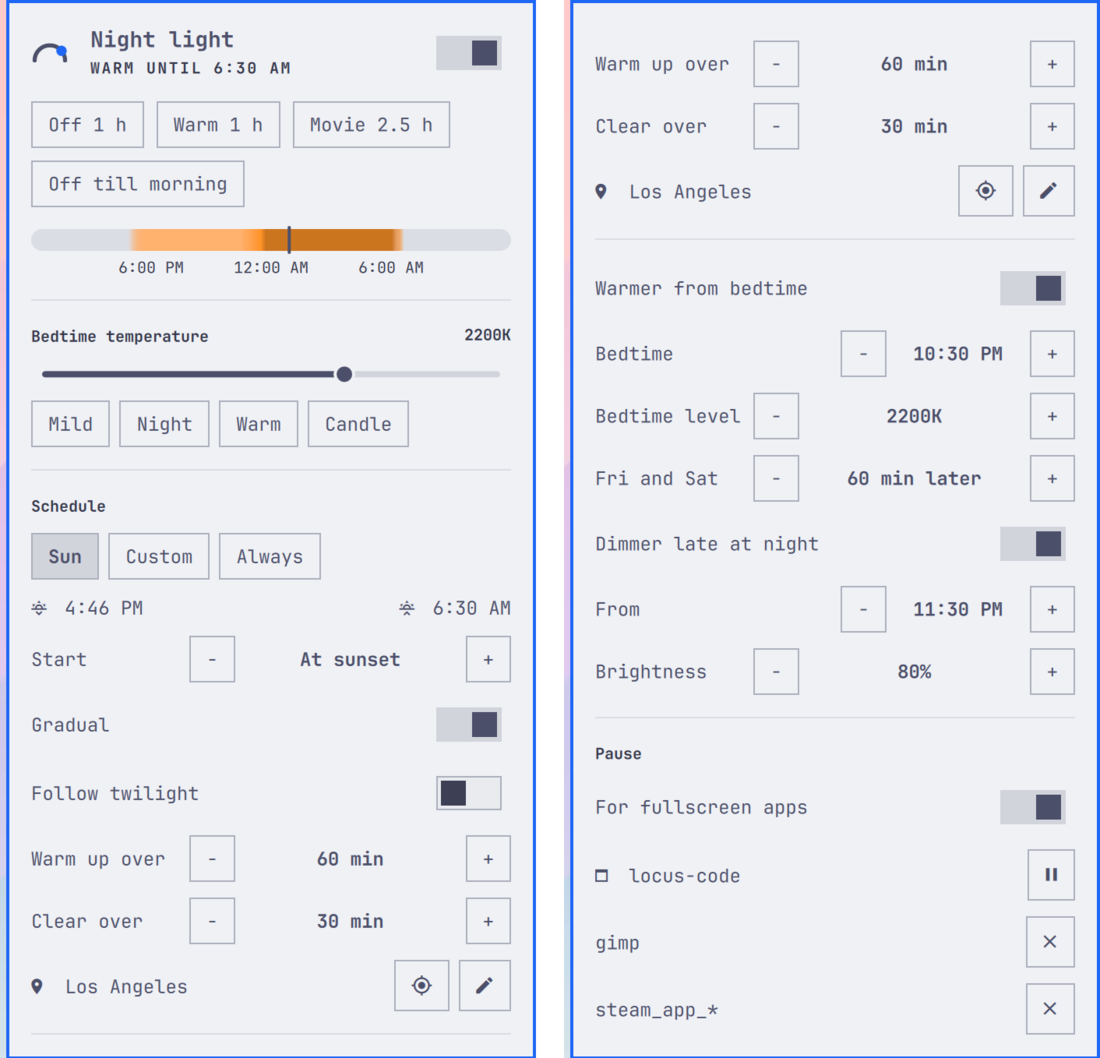 Night light
WARM UNTIL 6:30 AM
Off 1 h
Warm 1 h
Movie 2.5 h
Off till morning
6:00 PM 12:00 AM 6:00 AM
Bedtime temperature 2200K
Mild Night Warm Candle
Schedule
Sun Custom Always
4:46 PM 6:30 AM
Start - At sunset +
Gradual
Follow twilight
Warm up over - 60 min +
Clear over - 30 min +
Los Angeles
Warm up over - 60 min +
Clear over - 30 min +
Los Angeles
Warmer from bedtime
Bedtime - 10:30 PM +
Bedtime level - 2200K +
Fri and Sat - 60 min later +
Dimmer late at night
From - 11:30 PM +
Brightness - 80% +
Pause
For fullscreen apps
locus-code
gimp
steam_app_*